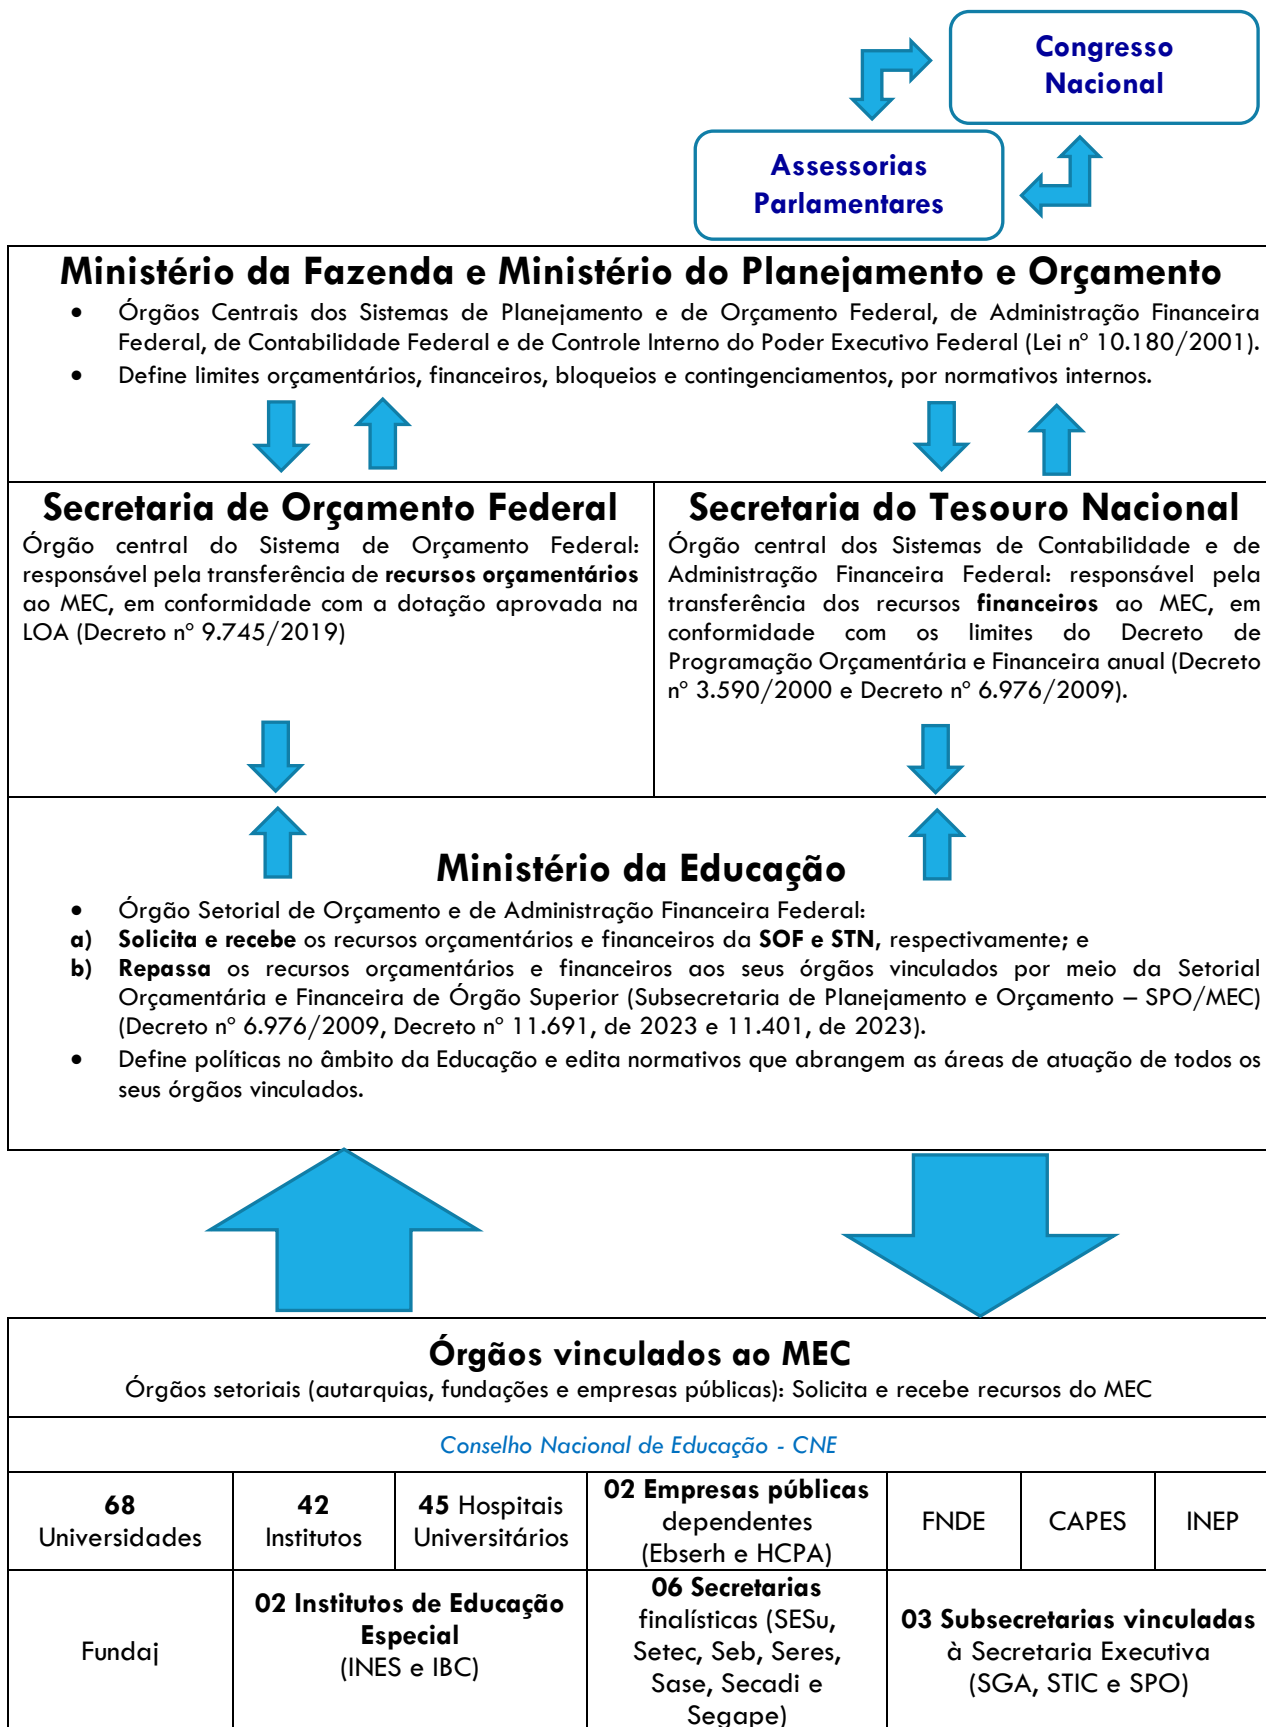 Congresso
Nacional
Assessorias
Parlamentares
Ministério da Fazenda e Ministério do Planejamento e Orçamento
• Órgãos Centrais dos Sistemas de Planejamento e de Orçamento Federal, de Administração Financeira
Federal, de Contabilidade Federal e de Controle Interno do Poder Executivo Federal (Lei nº 10.180/2001).
• Define limites orçamentários, financeiros, bloqueios e contingenciamentos, por normativos internos.
Secretaria de Orçamento Federal
Órgão central do Sistema de Orçamento Federal:
responsável pela transferência de recursos orçamentários
ao MEC, em conformidade com a dotação aprovada na
LOA (Decreto nº 9.745/2019)
Secretaria do Tesouro Nacional
Órgão central dos Sistemas de Contabilidade e de
Administração Financeira Federal: responsável pela
transferência dos recursos financeiros ao MEC, em
conformidade com os limites do Decreto de
Programação Orçamentária e Financeira anual (Decreto
nº 3.590/2000 e Decreto nº 6.976/2009).
Ministério da Educação
• Órgão Setorial de Orçamento e de Administração Financeira Federal:
a) Solicita e recebe os recursos orçamentários e financeiros da SOF e STN, respectivamente; e
b) Repassa os recursos orçamentários e financeiros aos seus órgãos vinculados por meio da Setorial
Orçamentária e Financeira de Órgão Superior (Subsecretaria de Planejamento e Orçamento – SPO/MEC)
(Decreto nº 6.976/2009, Decreto nº 11.691, de 2023 e 11.401, de 2023).
• Define políticas no âmbito da Educação e edita normativos que abrangem as áreas de atuação de todos os
seus órgãos vinculados.
Órgãos vinculados ao MEC
Órgãos setoriais (autarquias, fundações e empresas públicas): Solicita e recebe recursos do MEC
Conselho Nacional de Educação - CNE
68
Universidades
42
Institutos
45 Hospitais
Universitários
02 Empresas públicas
dependentes
(Ebserh e HCPA)
FNDE
CAPES
INEP
Fundaj
02 Institutos de Educação
Especial
(INES e IBC)
06 Secretarias
finalísticas (SESu,
Setec, Seb, Seres,
Sase, Secadi e
Segape)
03 Subsecretarias vinculadas
à Secretaria Executiva
(SGA, STIC e SPO)